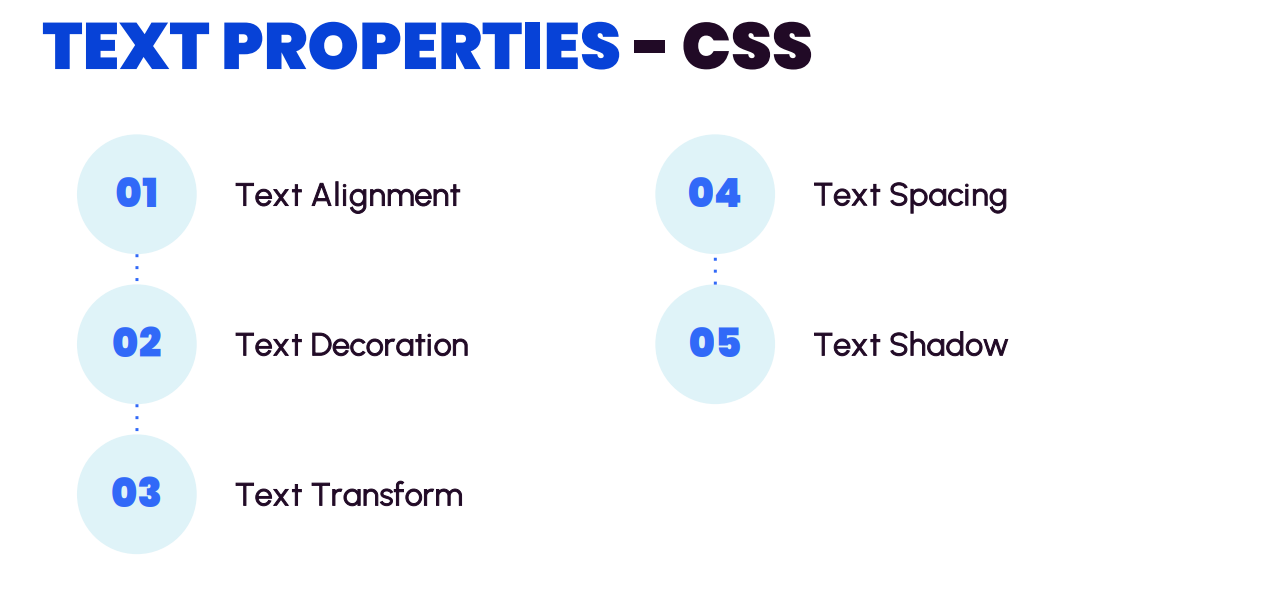 TEXT PROPERTIES – CSS
01 Text Alignment
02 Text Decoration
03 Text Transform
04 Text Spacing
05 Text Shadow